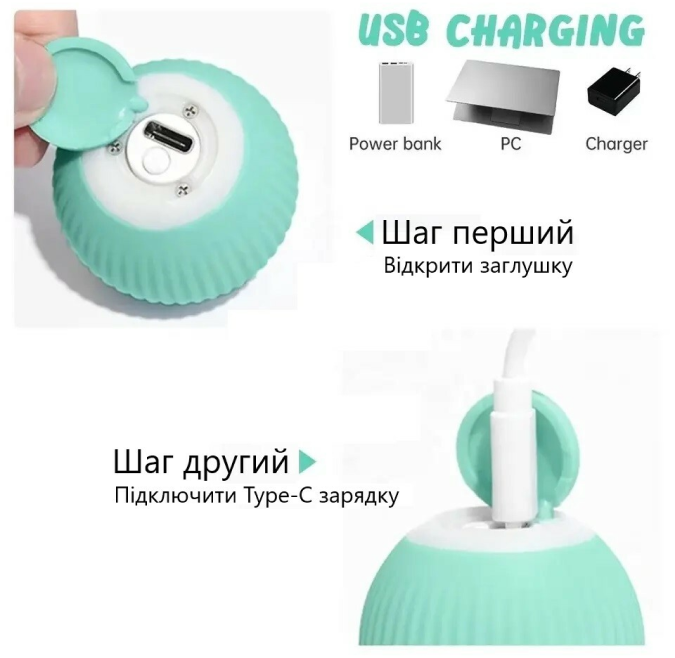 USB CHARGING
Power bank PC Charger
Шаг перший
Відкрити заглушку
Шаг другий
Підключити Type-C зарядку